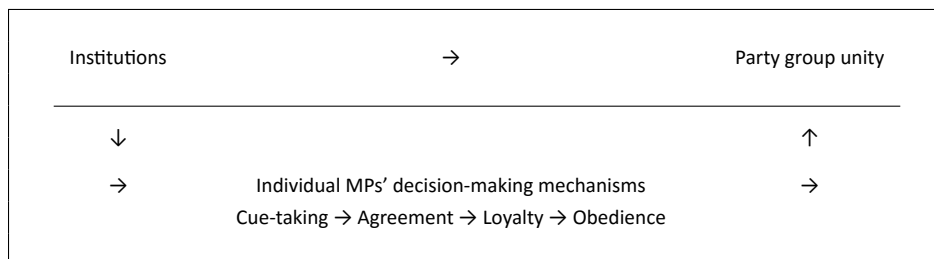 Institutions → Party group unity
↓ ↑
→ Individual MPs' decision-making mechanisms →
Cue-taking → Agreement → Loyalty → Obedience